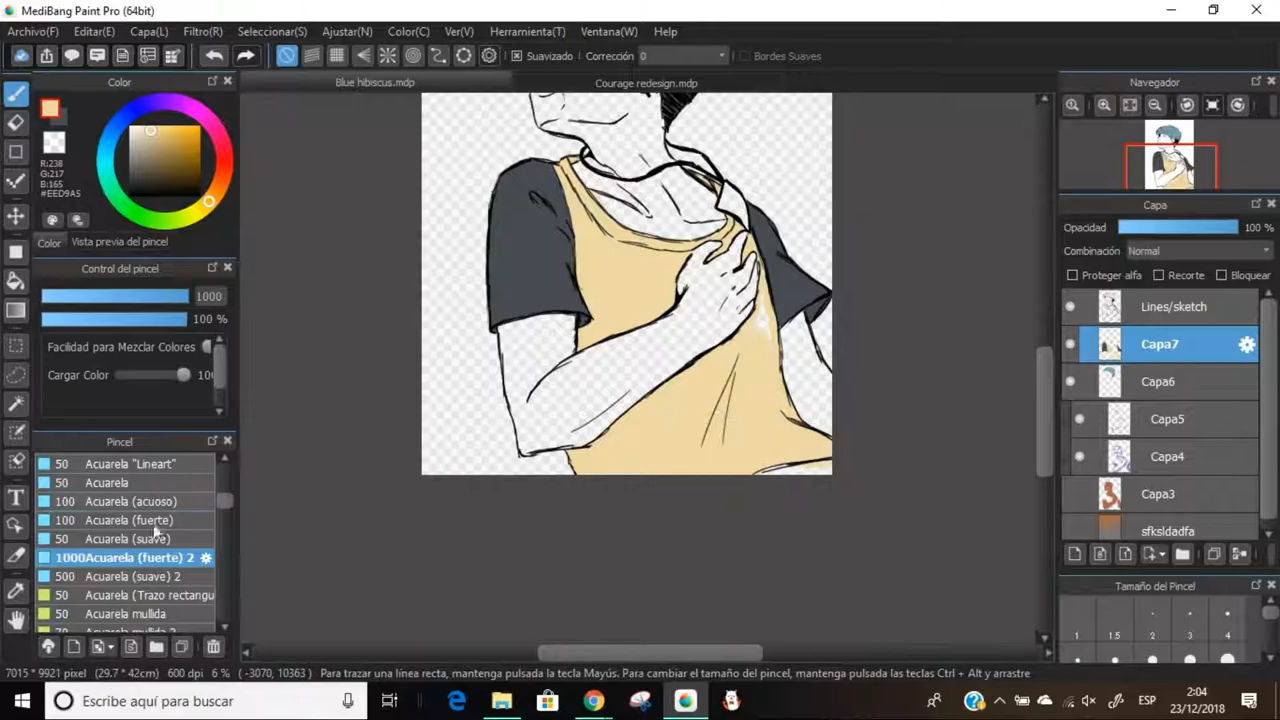 MediBang Paint Pro (64bit)
Archivo(F) Editar(E) Capa(L) Filtro(R) Seleccionar(S) Ajustar(N) Color(C) Ver(V) Herramienta(T) Ventana(W) Help
Suavizado Corrección 0 Bordes Suaves
Color
Blue hibiscus.mdp
Courage redesign.mdp
Navegador
R:238
G:217
B:165
#EED9A5
Color Vista previa del pincel
Control del pincel
1000
100 %
Facilidad para Mezclar Colores
Cargar Color
Pincel
50 Acuarela "Lineart"
50 Acuarela
100 Acuarela (acuoso)
100 Acuarela (fuerte)
50 Acuarela (suave)
1000Acuarela (fuerte) 2
500 Acuarela (suave) 2
50 Acuarela (Trazo rectangu
50 Acuarela mullida
Capa
Opacidad 100 %
Combinación Normal
Proteger alfa Recorte Bloquear
Lines/sketch
Capa7
Capa6
Capa5
Capa4
Capa3
sfksldadfa
Tamaño del Pincel
1 1.5 2 3 4
7015 * 9921 pixel (29.7 * 42cm) 600 dpi 6 % (-3070, 10363) Para trazar una línea recta, mantenga pulsada la tecla Mayús. Para cambiar el tamaño del pincel, mantenga pulsadas las teclas Ctrl + Alt y arrastre
Escribe aquí para buscar
ESP
2:04
23/12/2018